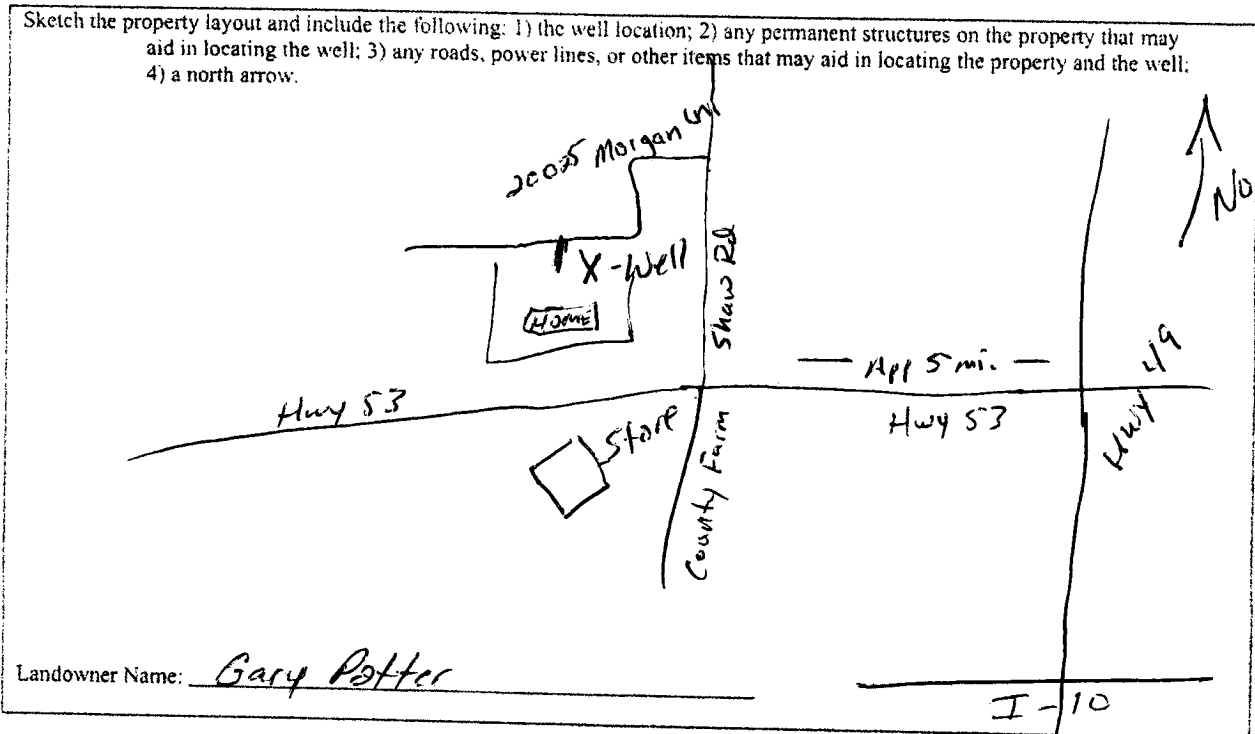 Sketch the property layout and include the following: 1) the well location; 2) any permanent structures on the property that may
aid in locating the well; 3) any roads, power lines, or other items that may aid in locating the property and the well;
4) a north arrow.
20025 Morgan Ln
No
X-Well
Shaw Rd
HOME
App 5 mi.
Hwy 53
Hwy 53
Hwy 49
Store
County Farm
Landowner Name: Gary Potter
I-10